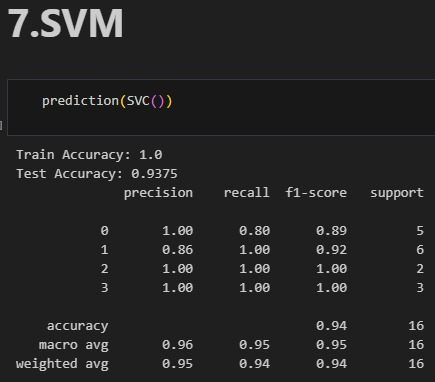 7.SVM
prediction(SVC())
Train Accuracy: 1.0
Test Accuracy: 0.9375
precision recall f1-score support
0 1.00 0.80 0.89 5
1 0.86 1.00 0.92 6
2 1.00 1.00 1.00 2
3 1.00 1.00 1.00 3
accuracy 0.94 16
macro avg 0.96 0.95 0.95 16
weighted avg 0.95 0.94 0.94 16